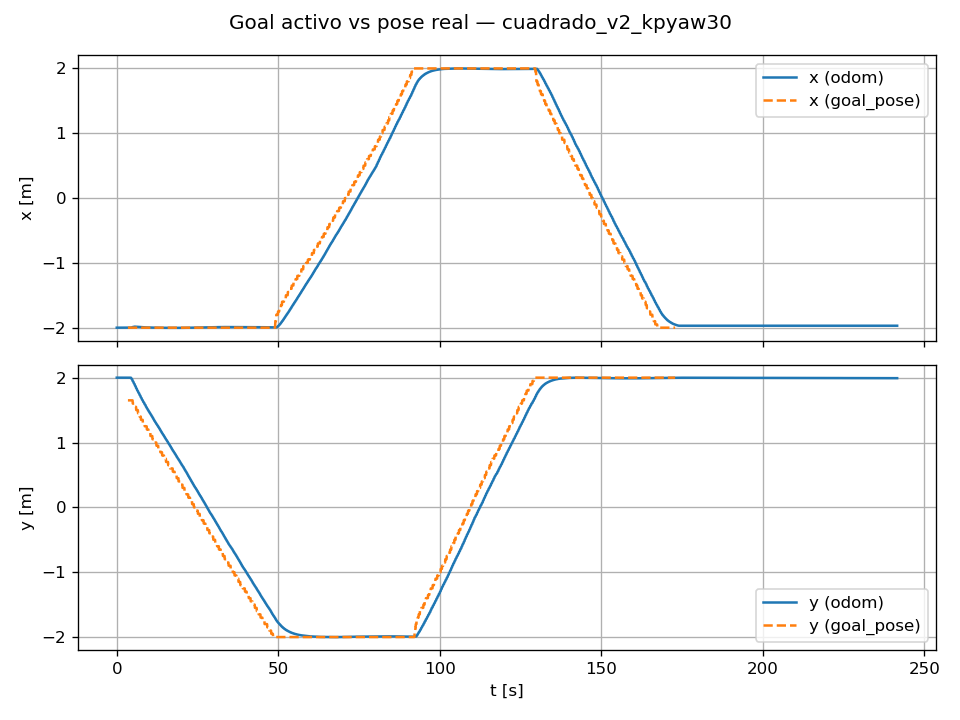 Goal activo vs pose real — cuadrado_v2_kpyaw30
x [m]
2
1
0
−1
−2
x (odom)
x (goal_pose)
y [m]
2
1
0
−1
−2
y (odom)
y (goal_pose)
0
50
100
150
200
250
t [s]